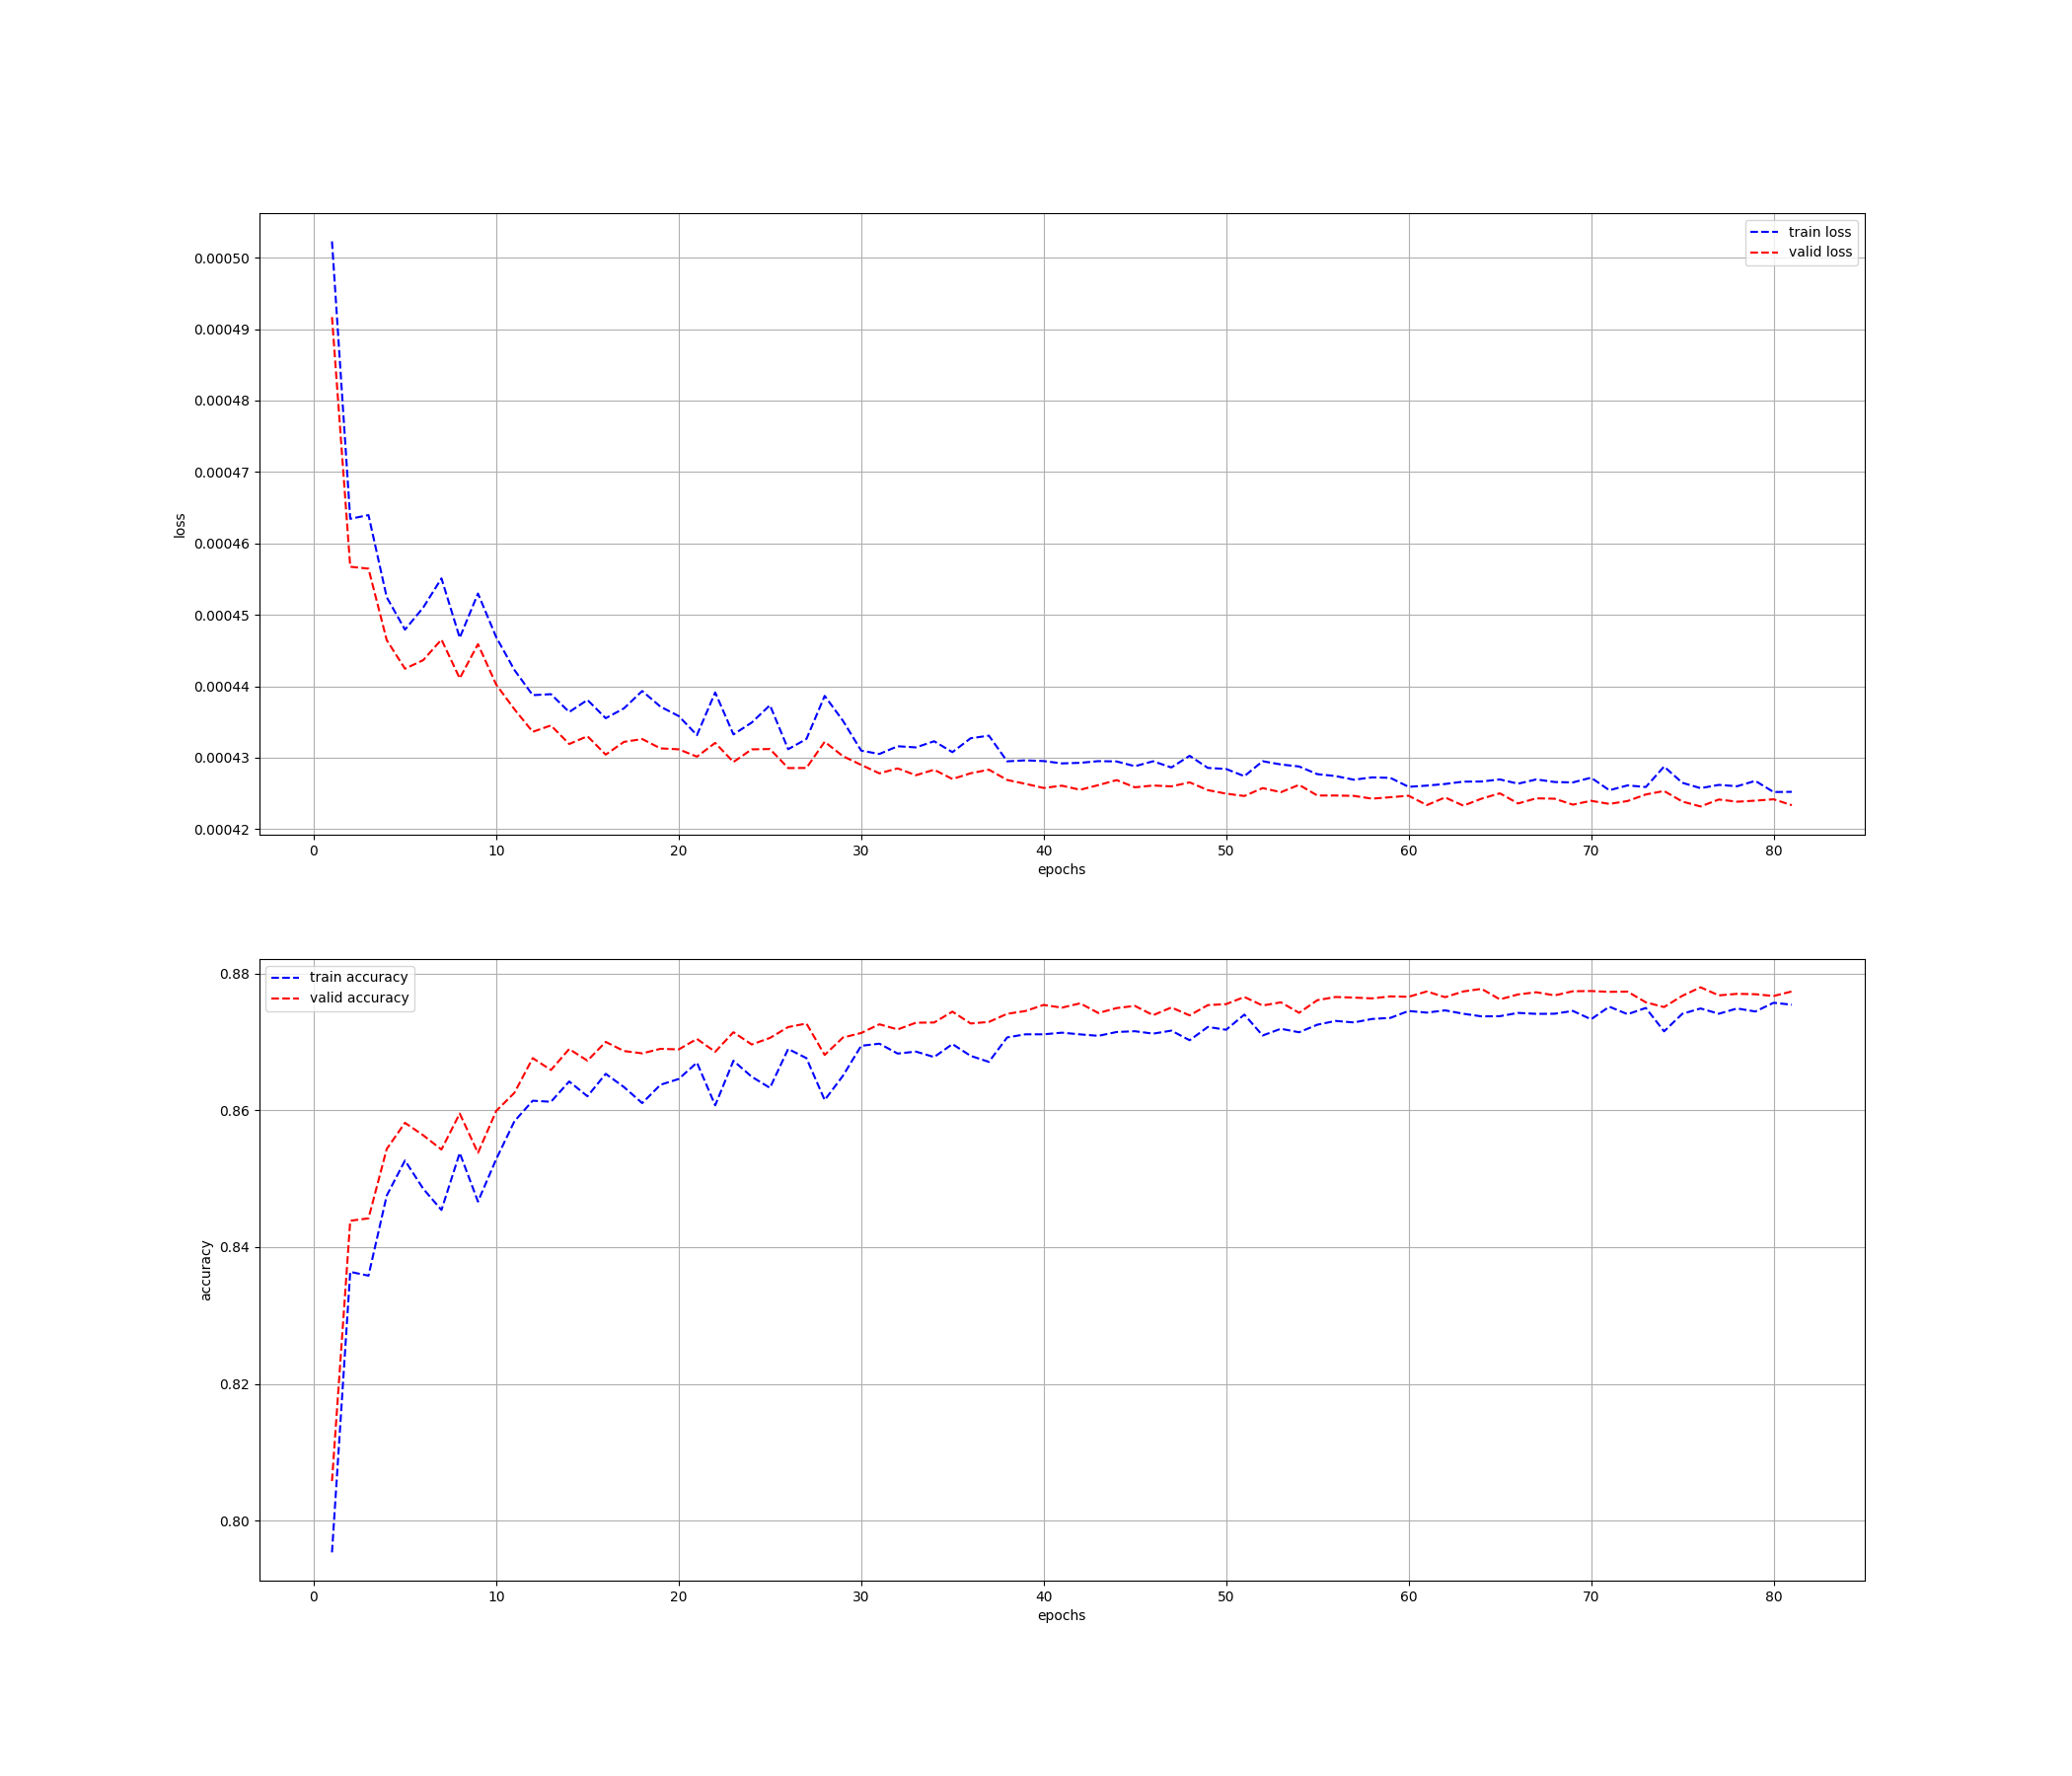 train loss
valid loss
0.00050
0.00049
0.00048
0.00047
0.00046
0.00045
0.00044
0.00043
0.00042
loss
0 10 20 30 40 50 60 70 80
epochs
train accuracy
valid accuracy
0.88
0.86
0.84
0.82
0.80
accuracy
0 10 20 30 40 50 60 70 80
epochs